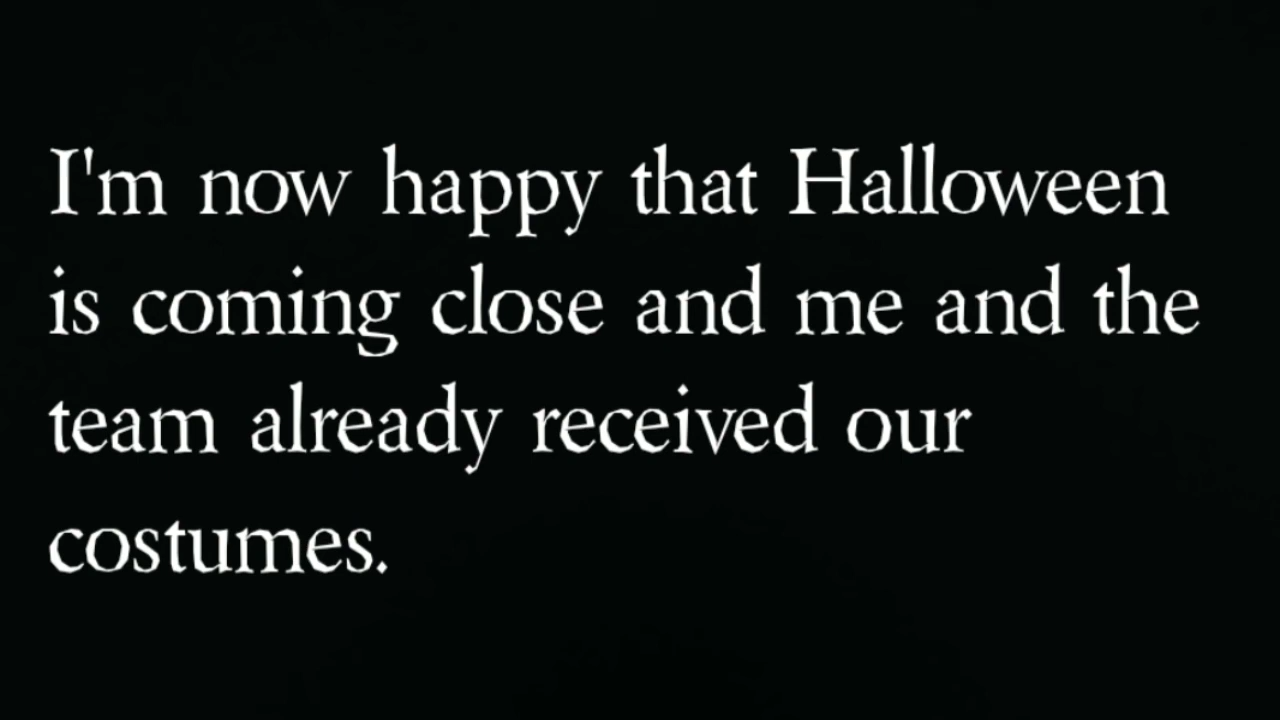 I'm now happy that Halloween
is coming close and me and the
team already received our
costumes.